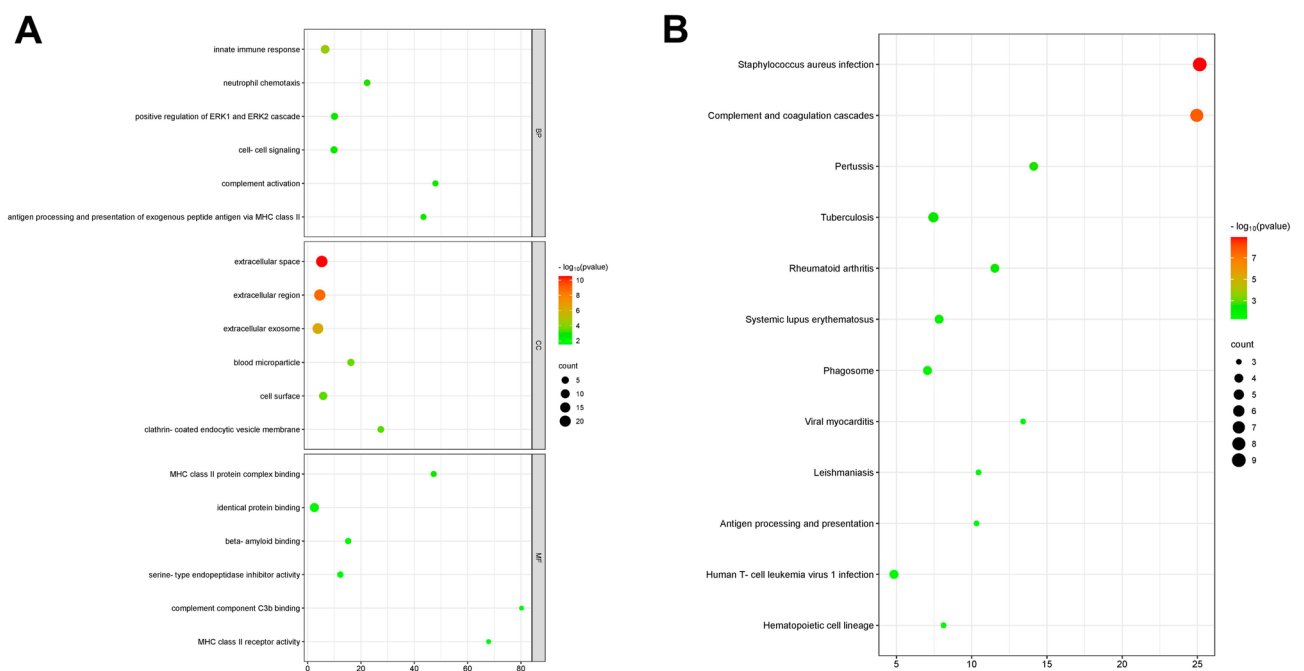 A
innate immune response
neutrophil chemotaxis
positive regulation of ERK1 and ERK2 cascade
cell- cell signaling
complement activation
antigen processing and presentation of exogenous peptide antigen via MHC class II
BP
extracellular space
extracellular region
extracellular exosome
blood microparticle
cell surface
clathrin- coated endocytic vesicle membrane
CC
MHC class II protein complex binding
identical protein binding
beta- amyloid binding
serine- type endopeptidase inhibitor activity
complement component C3b binding
MHC class II receptor activity
MF
0 20 40 60 80
- log10(pvalue)
10
8
6
4
2
count
5
10
15
20
B
Staphylococcus aureus infection
Complement and coagulation cascades
Pertussis
Tuberculosis
Rheumatoid arthritis
Systemic lupus erythematosus
Phagosome
Viral myocarditis
Leishmaniasis
Antigen processing and presentation
Human T- cell leukemia virus 1 infection
Hematopoietic cell lineage
5 10 15 20 25
- log10(pvalue)
7
5
3
count
3
4
5
6
7
8
9